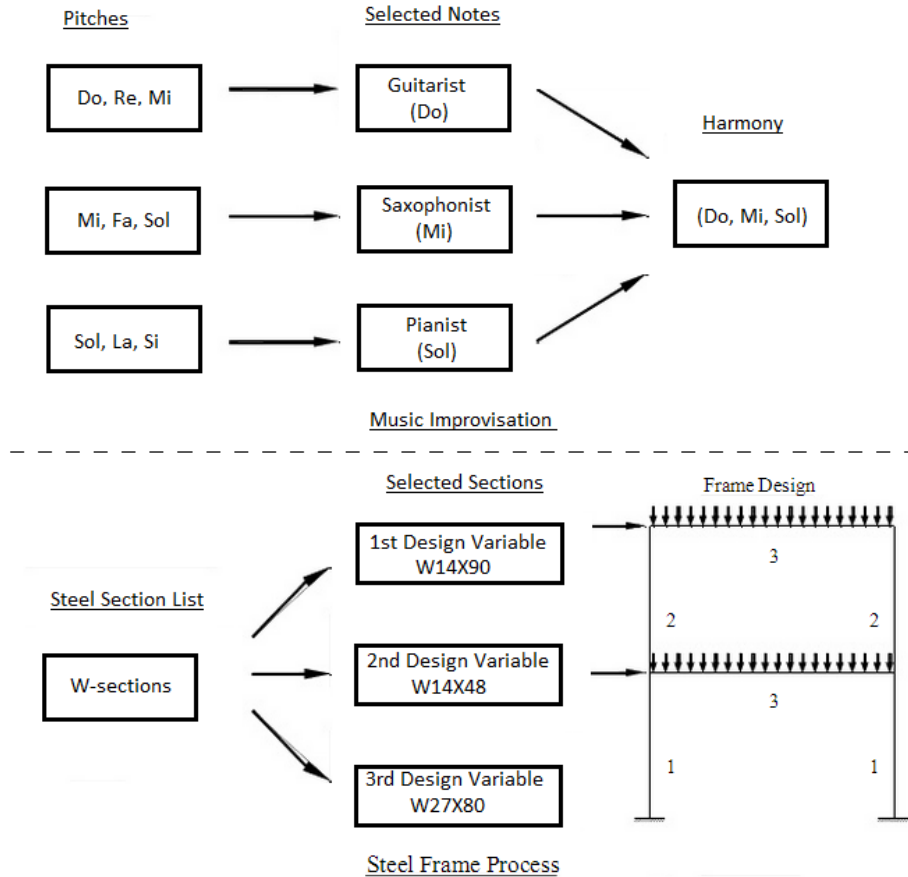 Pitches
Selected Notes
Do, Re, Mi
Guitarist
(Do)
Harmony
Mi, Fa, Sol
Saxophonist
(Mi)
(Do, Mi, Sol)
Sol, La, Si
Pianist
(Sol)
Music Improvisation
Selected Sections
Frame Design
1st Design Variable
W14X90
3
Steel Section List
2
2
W-sections
2nd Design Variable
W14X48
3
1
1
3rd Design Variable
W27X80
Steel Frame Process